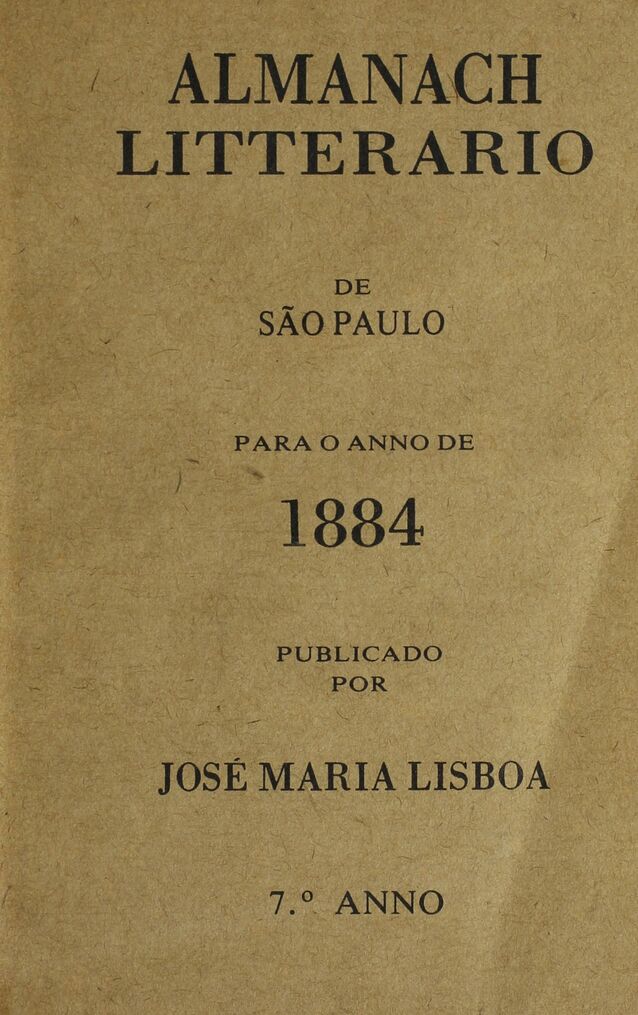 ALMANACH
LITTERARIO
DE
SÃO PAULO
PARA O ANNO DE
1884
PUBLICADO
POR
JOSÉ MARIA LISBOA
7.º ANNO